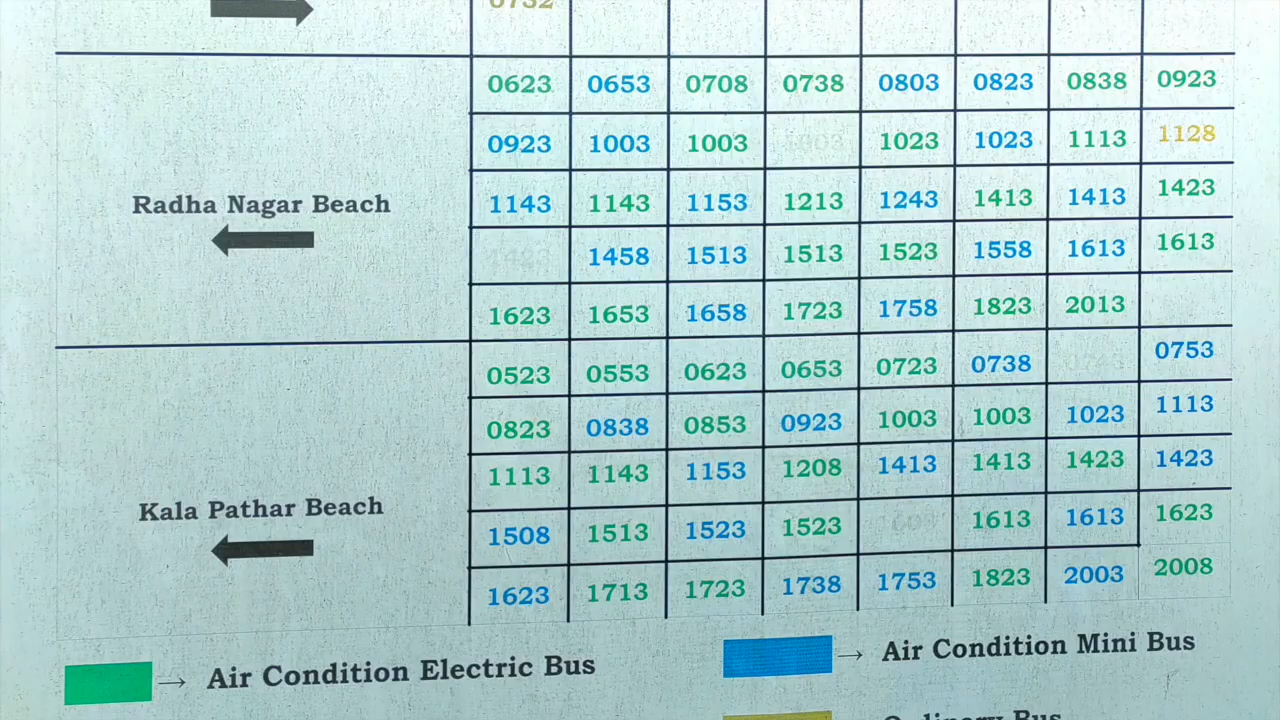 0623 0653 0708 0738 0803 0823 0838 0923
0923 1003 1003 1023 1023 1113 1128
Radha Nagar Beach
1143 1143 1153 1213 1243 1413 1413 1423
1458 1513 1513 1523 1558 1613 1613
1623 1653 1658 1723 1758 1823 2013
0523 0553 0623 0653 0723 0738 0753
0823 0838 0853 0923 1003 1003 1023 1113
1113 1143 1153 1208 1413 1413 1423 1423
Kala Pathar Beach
1508 1513 1523 1523 1613 1613 1623
1623 1713 1723 1738 1753 1823 2003 2008
→ Air Condition Electric Bus
→ Air Condition Mini Bus